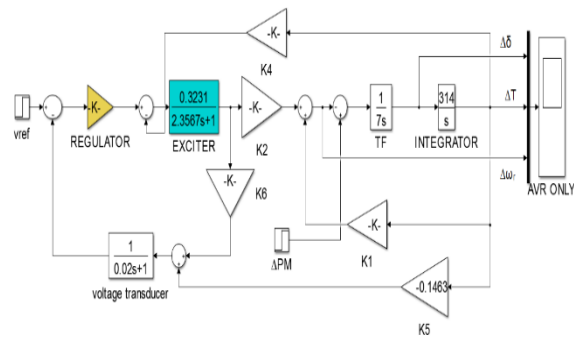 -K-
K4
vref
-K-
REGULATOR
0.3231
2.3567s+1
EXCITER
-K-
K2
1
7s
TF
314
s
INTEGRATOR
Δδ
ΔT
Δωr
AVR ONLY
-K-
K6
ΔPM
-K-
K1
1
0.02s+1
voltage transducer
-0.1463
K5